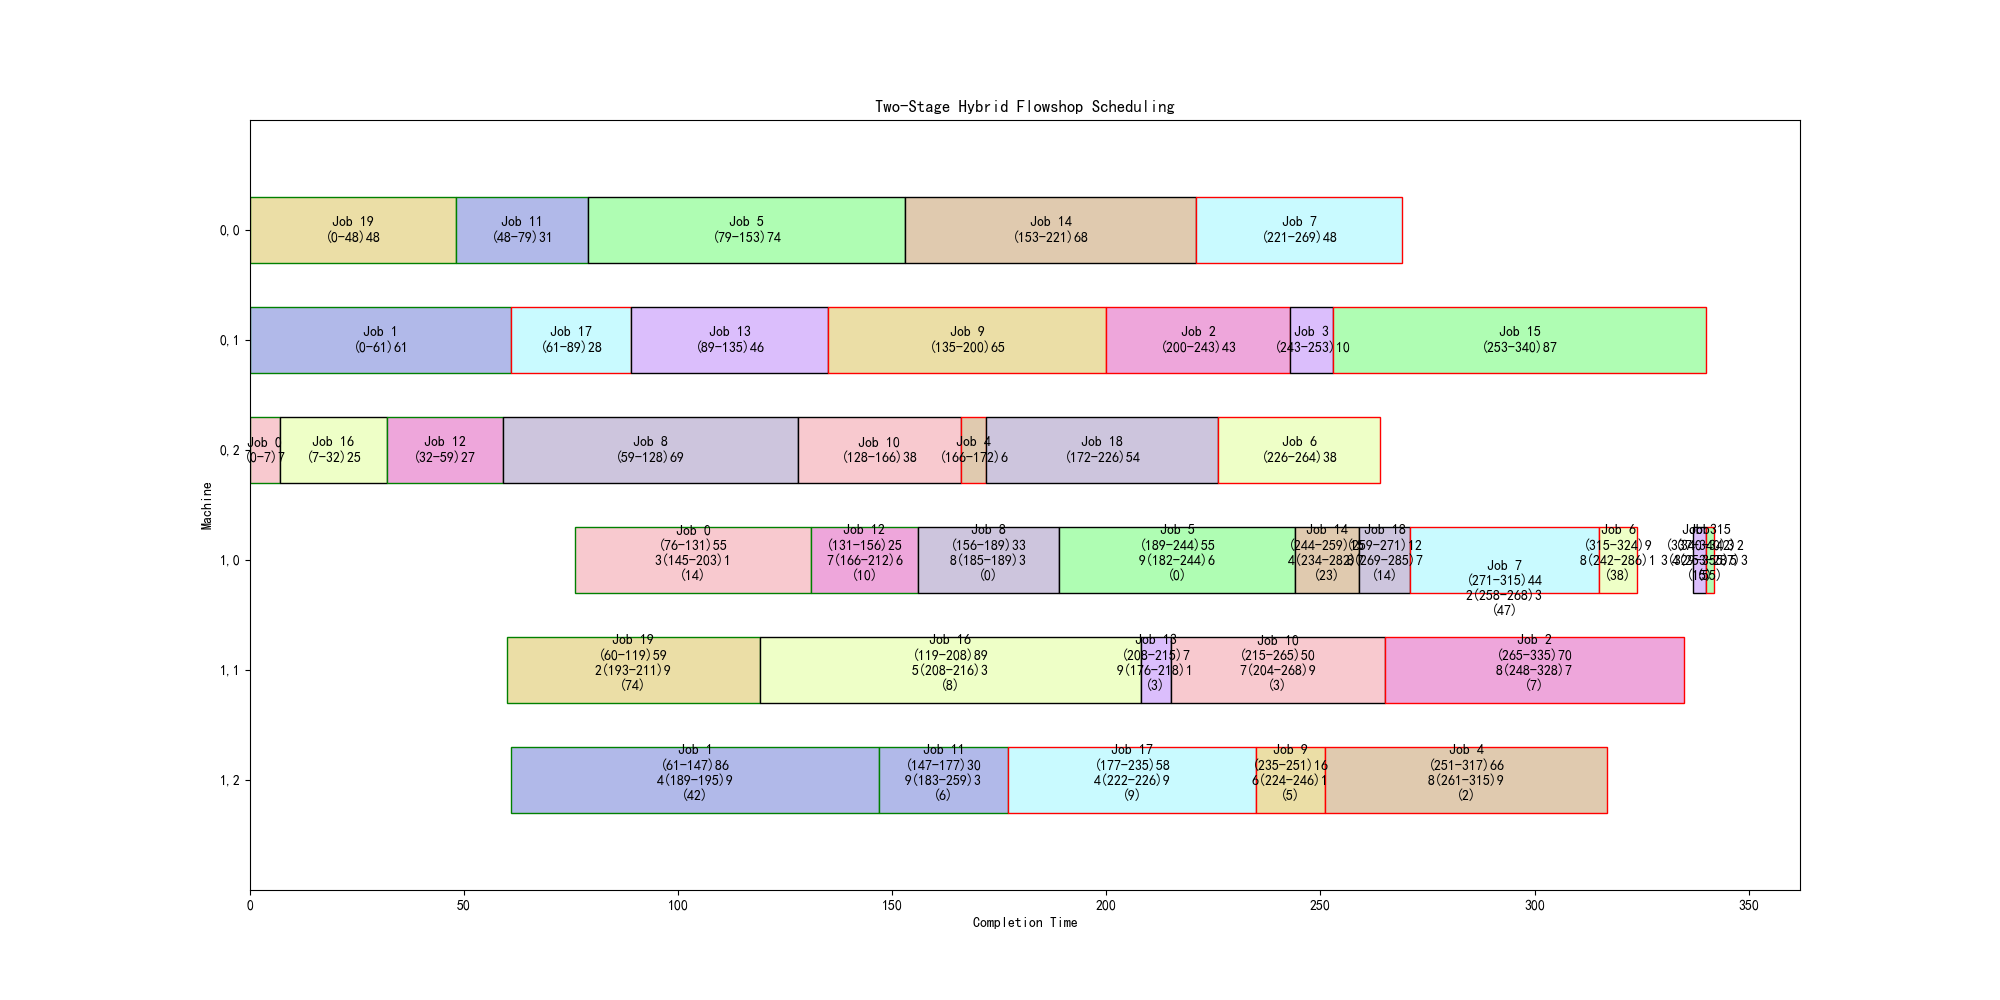 Two-Stage Hybrid Flowshop Scheduling
0,0
Job 19
(0-48)48
Job 11
(48-79)31
Job 5
(79-153)74
Job 14
(153-221)68
Job 7
(221-269)48
0,1
Job 1
(0-61)61
Job 17
(61-89)28
Job 13
(89-135)46
Job 9
(135-200)65
Job 2
(200-243)43
Job 3
(243-253)10
Job 15
(253-340)87
0,2
Job 0
(0-7)7
Job 16
(7-32)25
Job 12
(32-59)27
Job 8
(59-128)69
Job 10
(128-166)38
Job 4
(166-172)6
Job 18
(172-226)54
Job 6
(226-264)38
Machine
1,0
Job 0
(76-131)55
3(145-203)1
(14)
Job 12
(131-156)25
7(166-212)6
(10)
Job 8
(156-189)33
8(185-189)3
(0)
Job 5
(189-244)55
9(182-244)6
(0)
Job 14
(244-259)15
(23)
Job 18
(259-271)12
(14)
Job 7
(271-315)44
2(258-268)3
(47)
Job 6
(315-324)9
8(242-286)1
(38)
1,1
Job 19
(60-119)59
2(193-211)9
(74)
Job 16
(119-208)89
5(208-216)3
(8)
Job 13
(208-215)7
9(176-218)1
(3)
Job 10
(215-265)50
7(204-268)9
(3)
Job 2
(265-335)70
8(248-328)7
(7)
1,2
Job 1
(61-147)86
4(189-195)9
(42)
Job 11
(147-177)30
9(183-259)3
(6)
Job 17
(177-235)58
4(222-226)9
(9)
Job 9
(235-251)16
6(224-246)1
(5)
Job 4
(251-317)66
8(261-315)9
(2)
0
50
100
150
200
250
300
350
Completion Time